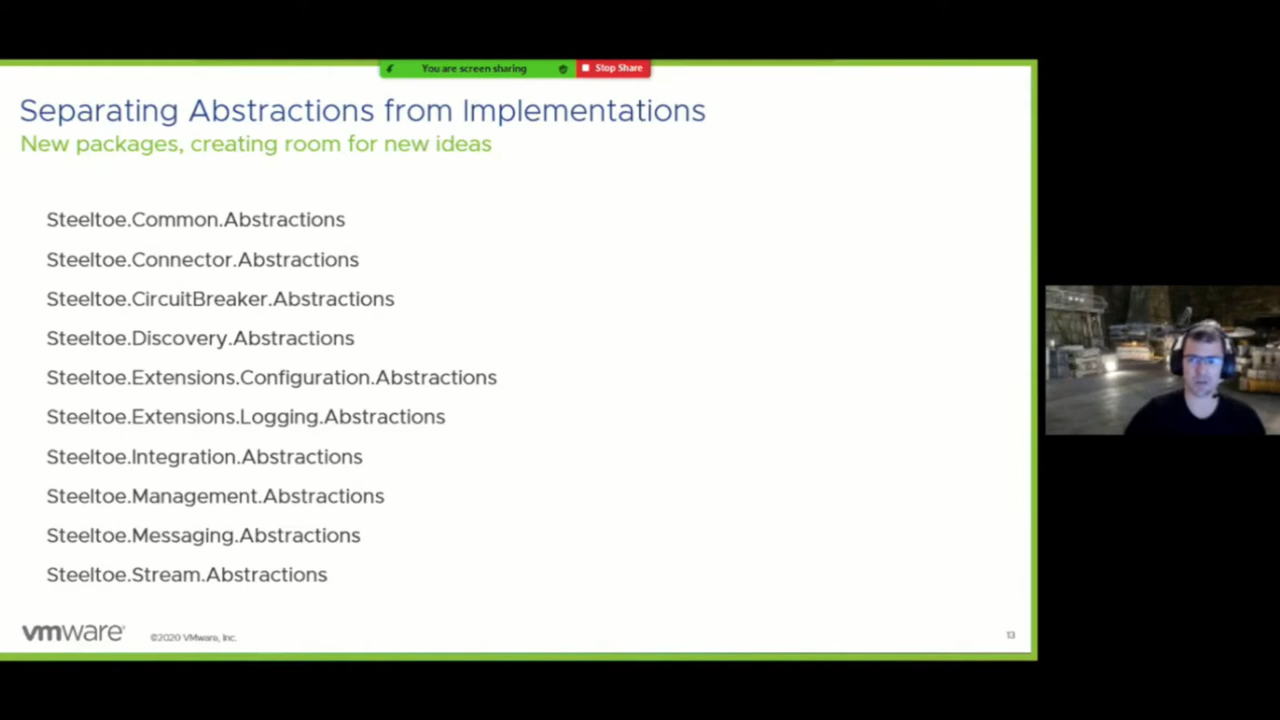 You are screen sharing
Stop Share
Separating Abstractions from Implementations
New packages, creating room for new ideas
Steeltoe.Common.Abstractions
Steeltoe.Connector.Abstractions
Steeltoe.CircuitBreaker.Abstractions
Steeltoe.Discovery.Abstractions
Steeltoe.Extensions.Configuration.Abstractions
Steeltoe.Extensions.Logging.Abstractions
Steeltoe.Integration.Abstractions
Steeltoe.Management.Abstractions
Steeltoe.Messaging.Abstractions
Steeltoe.Stream.Abstractions
vmware
©2020 VMware, Inc.
13